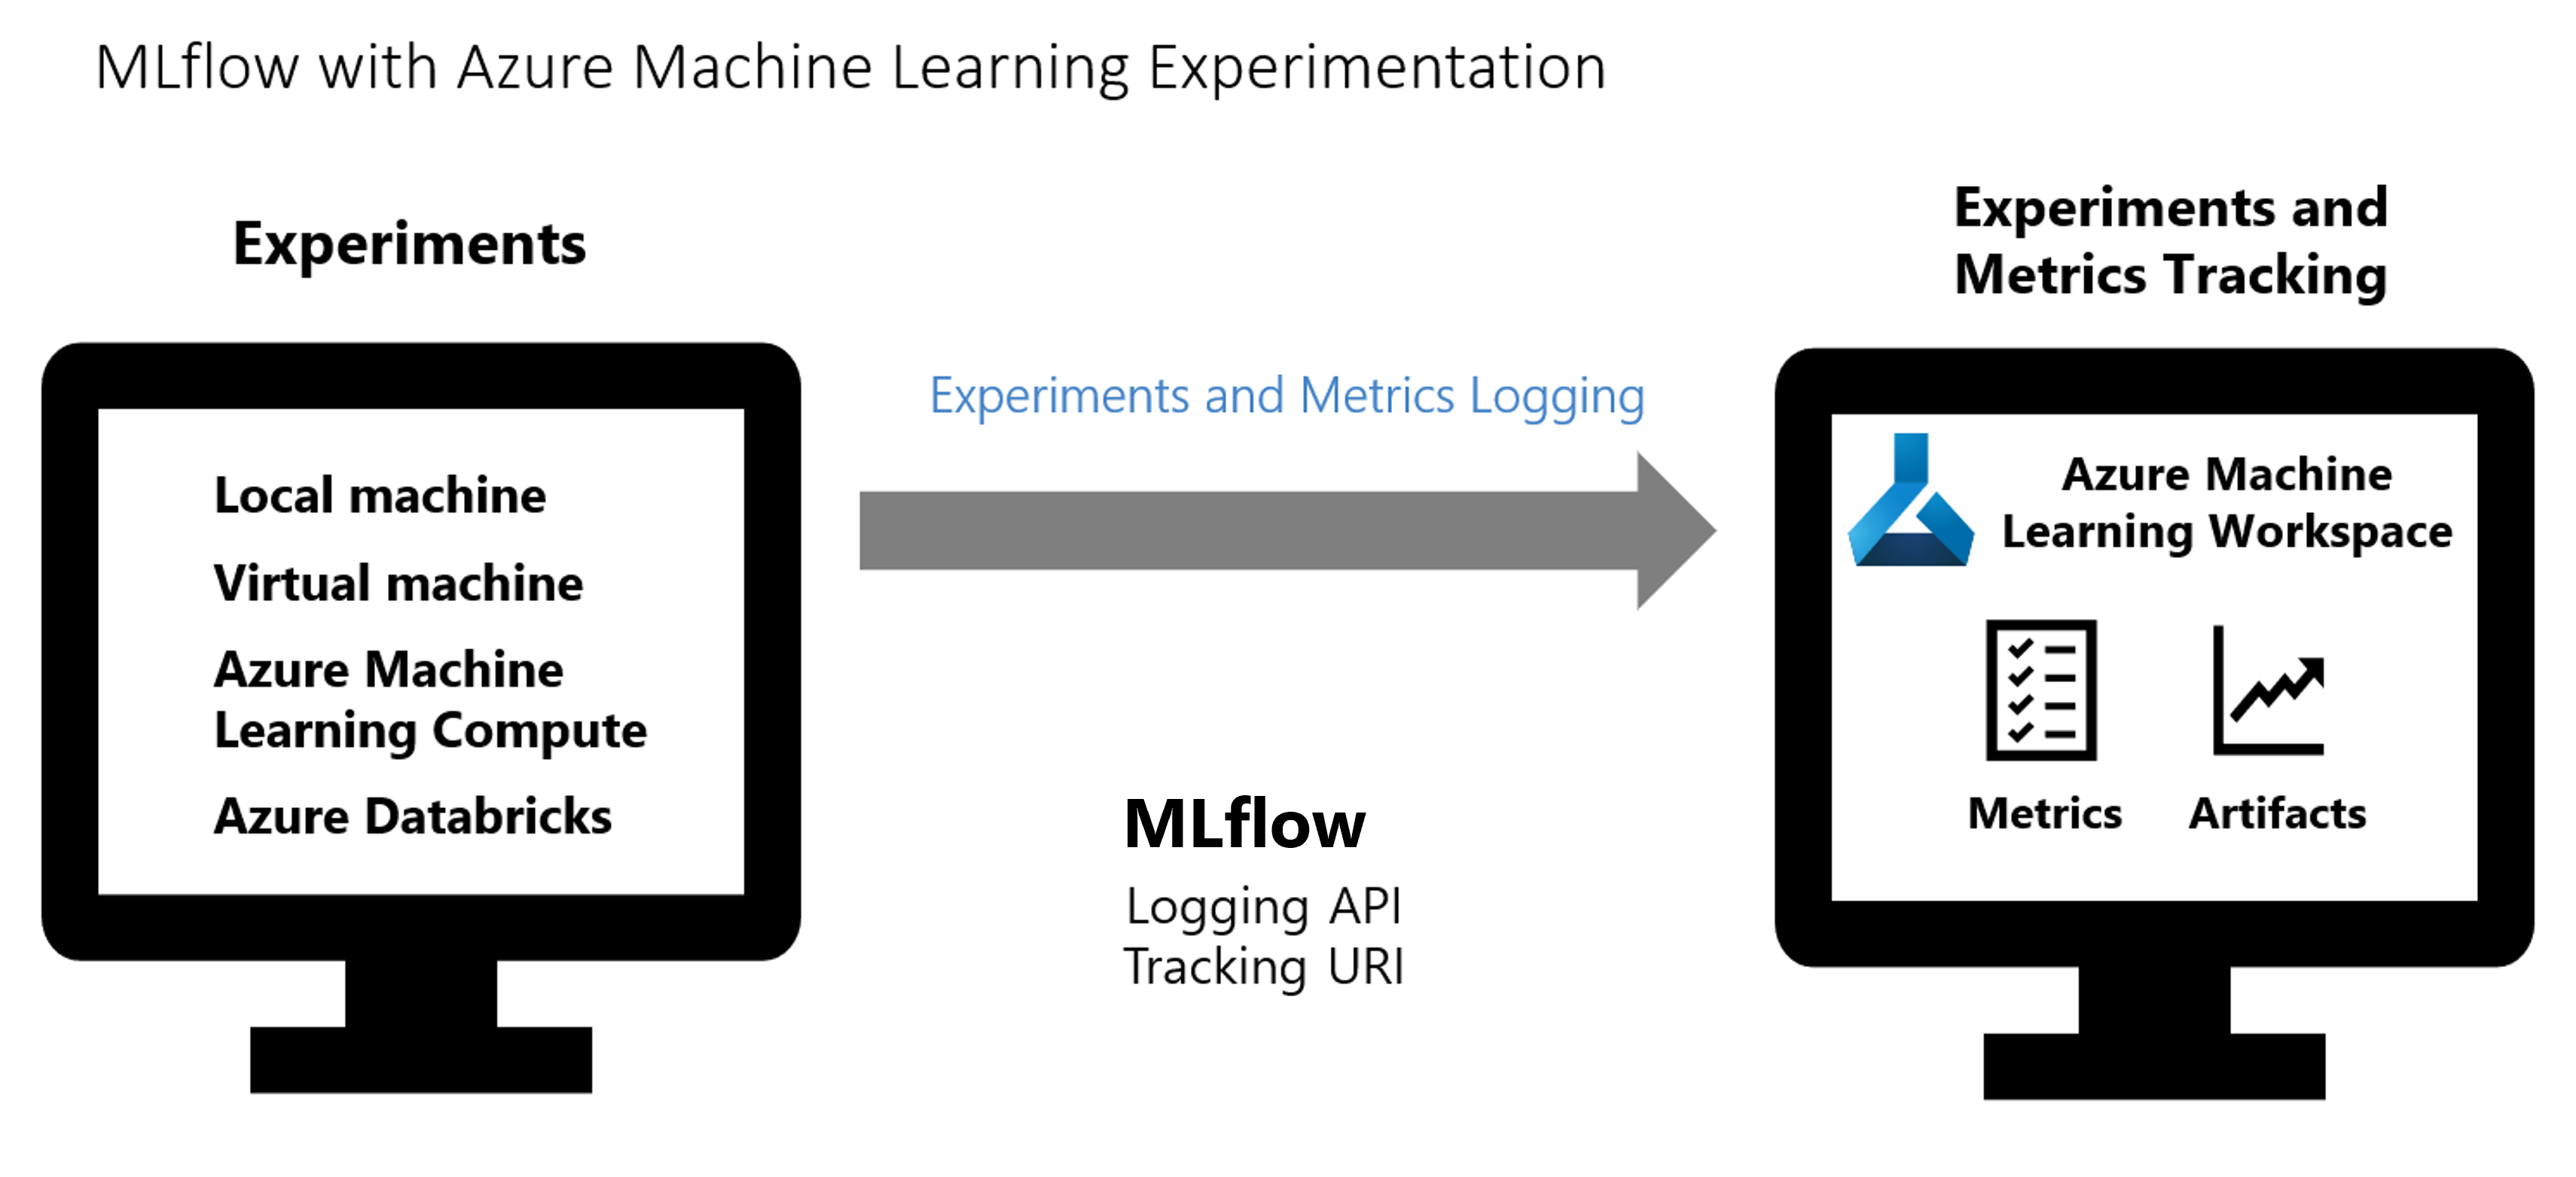 MLflow with Azure Machine Learning Experimentation
Experiments
Local machine
Virtual machine
Azure Machine
Learning Compute
Azure Databricks
Experiments and Metrics Logging
MLflow
Logging API
Tracking URI
Experiments and
Metrics Tracking
Azure Machine
Learning Workspace
Metrics
Artifacts